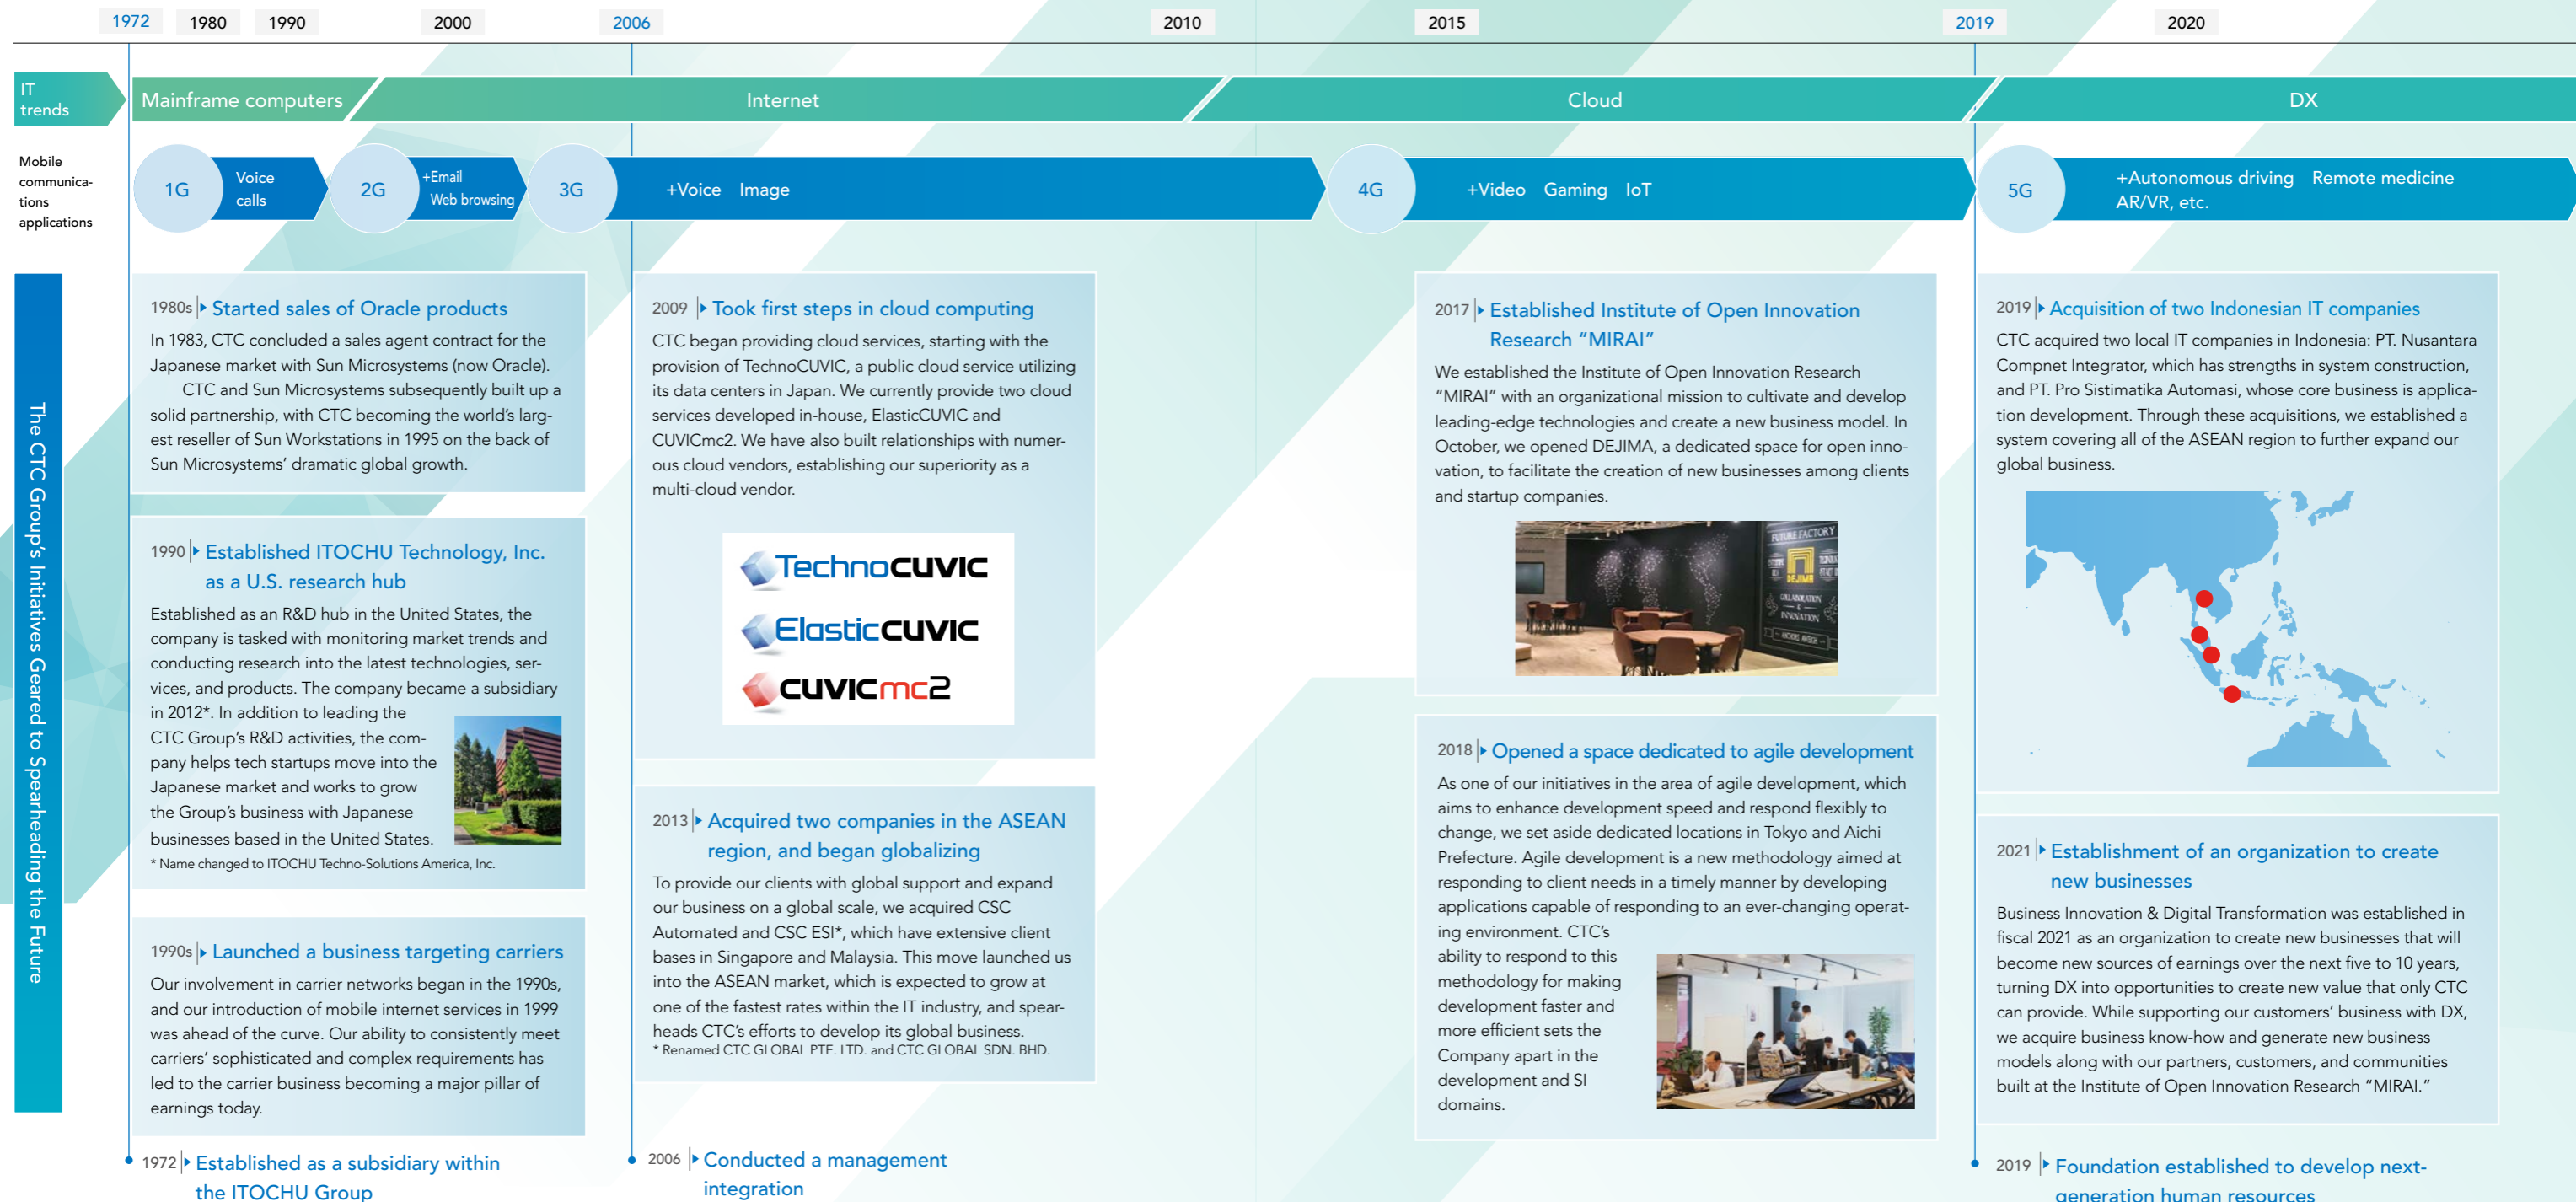 1972
1980
1990
2000
2006
2010
2015
2019
2020
IT
trends
Mainframe computers
Internet
Cloud
DX
Mobile
communica-
tions
applications
1G
Voice
calls
2G
+Email
Web browsing
3G
+Voice Image
4G
+Video Gaming IoT
5G
+Autonomous driving Remote medicine
AR/VR, etc.
The CTC Group's Initiatives Geared to Spearheading the Future
1980s Started sales of Oracle products
In 1983, CTC concluded a sales agent contract for the
Japanese market with Sun Microsystems (now Oracle).
CTC and Sun Microsystems subsequently built up a
solid partnership, with CTC becoming the world's larg-
est reseller of Sun Workstations in 1995 on the back of
Sun Microsystems' dramatic global growth.
1990 Established ITOCHU Technology, Inc.
as a U.S. research hub
Established as an R&D hub in the United States, the
company is tasked with monitoring market trends and
conducting research into the latest technologies, ser-
vices, and products. The company became a subsidiary
in 2012*. In addition to leading the
CTC Group's R&D activities, the com-
pany helps tech startups move into the
Japanese market and works to grow
the Group's business with Japanese
businesses based in the United States.
* Name changed to ITOCHU Techno-Solutions America, Inc.
1990s Launched a business targeting carriers
Our involvement in carrier networks began in the 1990s,
and our introduction of mobile internet services in 1999
was ahead of the curve. Our ability to consistently meet
carriers' sophisticated and complex requirements has
led to the carrier business becoming a major pillar of
earnings today.
1972 Established as a subsidiary within
the ITOCHU Group
2009 Took first steps in cloud computing
CTC began providing cloud services, starting with the
provision of TechnoCUVIC, a public cloud service utilizing
its data centers in Japan. We currently provide two cloud
services developed in-house, ElasticCUVIC and
CUVICmc2. We have also built relationships with numer-
ous cloud vendors, establishing our superiority as a
multi-cloud vendor.
TechnoCUVIC
ElasticCUVIC
CUVICmc2
2013 Acquired two companies in the ASEAN
region, and began globalizing
To provide our clients with global support and expand
our business on a global scale, we acquired CSC
Automated and CSC ESI*, which have extensive client
bases in Singapore and Malaysia. This move launched us
into the ASEAN market, which is expected to grow at
one of the fastest rates within the IT industry, and spear-
heads CTC's efforts to develop its global business.
* Renamed CTC GLOBAL PTE. LTD. and CTC GLOBAL SDN. BHD.
2006 Conducted a management
integration
2017 Established Institute of Open Innovation
Research “MIRAI”
We established the Institute of Open Innovation Research
“MIRAI” with an organizational mission to cultivate and develop
leading-edge technologies and create a new business model. In
October, we opened DEJIMA, a dedicated space for open inno-
vation, to facilitate the creation of new businesses among clients
and startup companies.
FUTURE FACTORY
DEJIMA
COLLABORATION
&
INNOVATION
2018 Opened a space dedicated to agile development
As one of our initiatives in the area of agile development, which
aims to enhance development speed and respond flexibly to
change, we set aside dedicated locations in Tokyo and Aichi
Prefecture. Agile development is a new methodology aimed at
responding to client needs in a timely manner by developing
applications capable of responding to an ever-changing operat-
ing environment. CTC's
ability to respond to this
methodology for making
development faster and
more efficient sets the
Company apart in the
development and SI
domains.
2019 Acquisition of two Indonesian IT companies
CTC acquired two local IT companies in Indonesia: PT. Nusantara
Compnet Integrator, which has strengths in system construction,
and PT. Pro Sistimatika Automasi, whose core business is applica-
tion development. Through these acquisitions, we established a
system covering all of the ASEAN region to further expand our
global business.
2021 Establishment of an organization to create
new businesses
Business Innovation & Digital Transformation was established in
fiscal 2021 as an organization to create new businesses that will
become new sources of earnings over the next five to 10 years,
turning DX into opportunities to create new value that only CTC
can provide. While supporting our customers' business with DX,
we acquire business know-how and generate new business
models along with our partners, customers, and communities
built at the Institute of Open Innovation Research “MIRAI.”
2019 Foundation established to develop next-
generation human resources